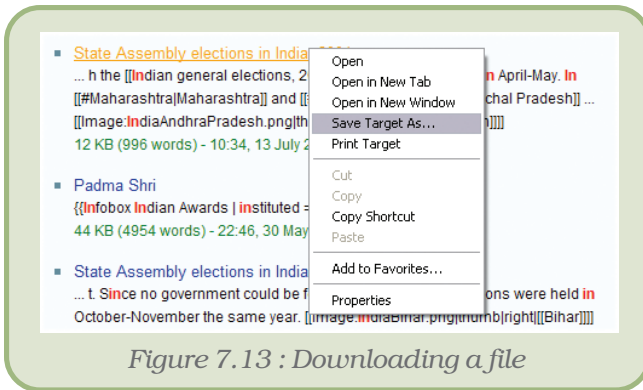 State Assembly elections in India
... h the [[Indian general elections, 2 n April-May. In
[[#Maharashtra|Maharashtra]] and [[ chal Pradesh]] ...
[[Image:IndiaAndhraPradesh.png|th ]]]]
12 KB (996 words) - 10:34, 13 July 2
Padma Shri
{{Infobox Indian Awards | instituted =
44 KB (4954 words) - 22:46, 30 May
State Assembly elections in India
... t. Since no government could be f ons were held in
October-November the same year. [[Image:IndiaBihar.png|thumb|right|[[Bihar]]]]
Open
Open in New Tab
Open in New Window
Save Target As...
Print Target
Cut
Copy
Copy Shortcut
Paste
Add to Favorites...
Properties
Figure 7.13 : Downloading a file